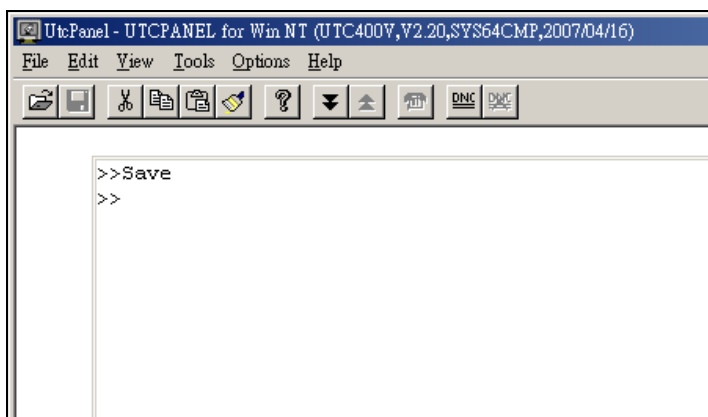 UtcPanel - UTCPANEL for Win NT (UTC400V,V2.20,SYS64CMP,2007/04/16)
File Edit View Tools Options Help
DNC DNC
>>Save
>>